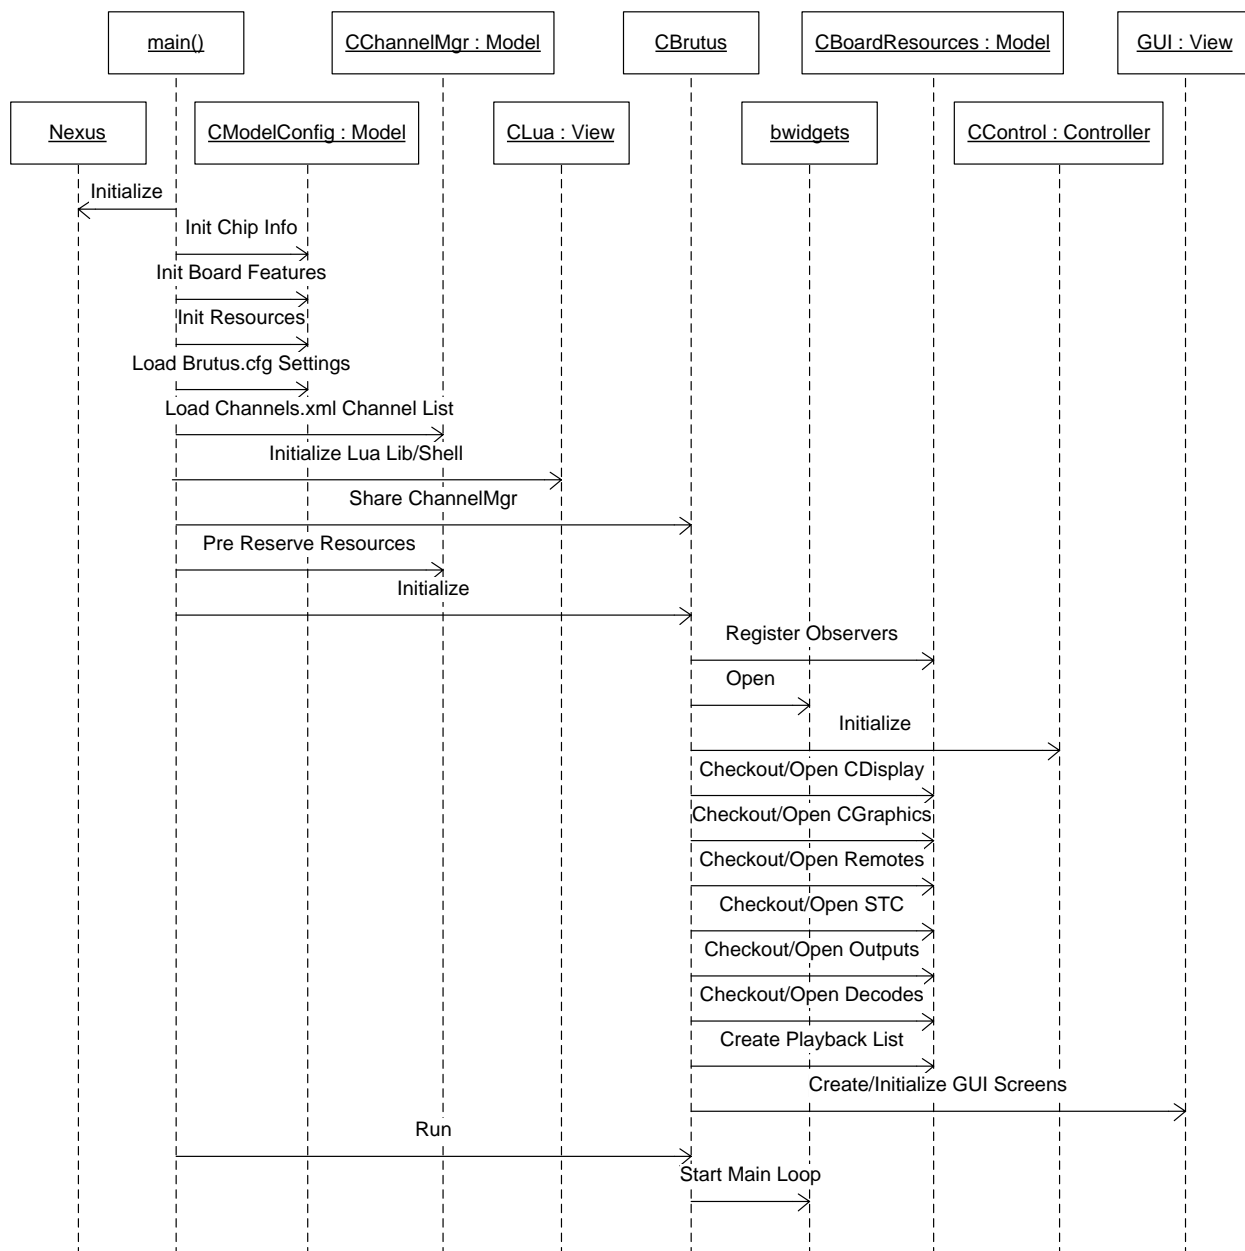 main()
CChannelMgr : Model
CBrutus
CBoardResources : Model
GUI : View
Nexus
CModelConfig : Model
CLua : View
bwidgets
CControl : Controller
Initialize
Init Chip Info
Init Board Features
Init Resources
Load Brutus.cfg Settings
Load Channels.xml Channel List
Initialize Lua Lib/Shell
Share ChannelMgr
Pre Reserve Resources
Initialize
Register Observers
Open
Initialize
Checkout/Open CDisplay
Checkout/Open CGraphics
Checkout/Open Remotes
Checkout/Open STC
Checkout/Open Outputs
Checkout/Open Decodes
Create Playback List
Create/Initialize GUI Screens
Run
Start Main Loop